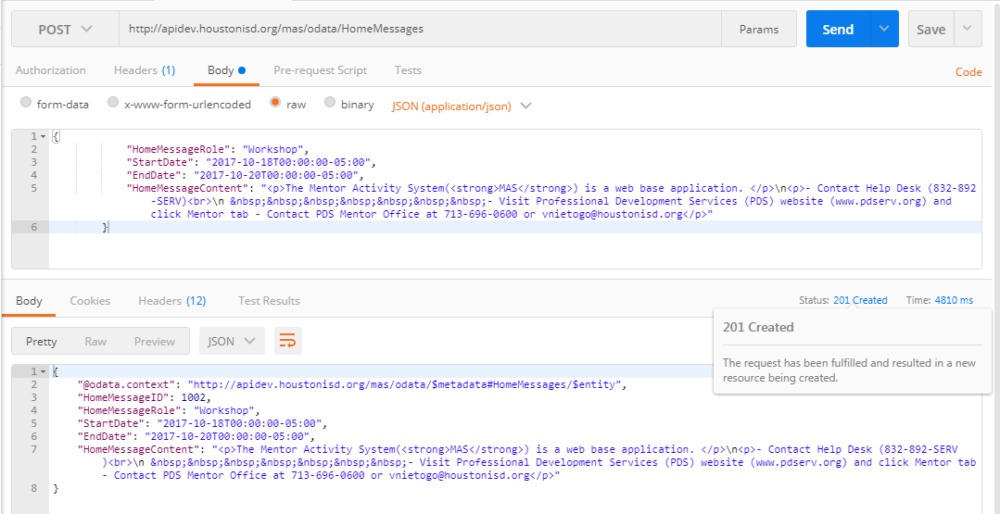 POST http://apidev.houstonisd.org/mas/odata/HomeMessages Params Send Save
Authorization Headers (1) Body Pre-request Script Tests Code
form-data x-www-form-urlencoded raw binary JSON (application/json)
1 {
2 "HomeMessageRole": "Workshop",
3 "StartDate": "2017-10-18T00:00:00-05:00",
4 "EndDate": "2017-10-20T00:00:00-05:00",
5 "HomeMessageContent": "<p>The Mentor Activity System(<strong>MAS</strong>) is a web base application. </p>\n<p>- Contact Help Desk (832-892
-SERV)<br>\n &nbsp;&nbsp;&nbsp;&nbsp;&nbsp;&nbsp;- Visit Professional Development Services (PDS) website (www.pdserv.org) and
click Mentor tab - Contact PDS Mentor Office at 713-696-0600 or vnietogo@houstonisd.org</p>"
6 }
Body Cookies Headers (12) Test Results Status: 201 Created Time: 4810 ms
201 Created
The request has been fulfilled and resulted in a new
resource being created.
Pretty Raw Preview JSON
1 {
2 "@odata.context": "http://apidev.houstonisd.org/mas/odata/$metadata#HomeMessages/$entity",
3 "HomeMessageID": 1002,
4 "HomeMessageRole": "Workshop",
5 "StartDate": "2017-10-18T00:00:00-05:00",
6 "EndDate": "2017-10-20T00:00:00-05:00",
7 "HomeMessageContent": "<p>The Mentor Activity System(<strong>MAS</strong>) is a web base application. </p>\n<p>- Contact Help Desk (832-892-SERV
)<br>\n &nbsp;&nbsp;&nbsp;&nbsp;&nbsp;&nbsp;- Visit Professional Development Services (PDS) website (www.pdserv.org) and click Mentor tab
- Contact PDS Mentor Office at 713-696-0600 or vnietogo@houstonisd.org</p>"
8 }